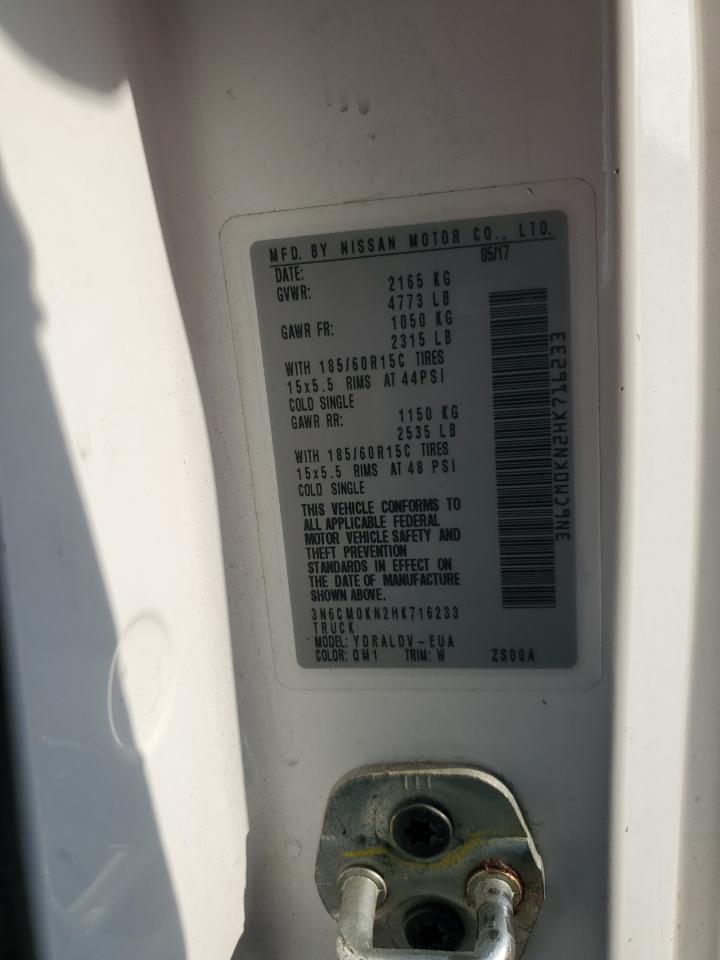 MFD. BY NISSAN MOTOR CO., LTD.
DATE: 05/17
GVWR: 2165 KG
4773 LB
GAWR FR: 1050 KG
2315 LB
WITH 185/60R15C TIRES
15x5.5 RIMS AT 44PSI
COLD SINGLE
GAWR RR: 1150 KG
2535 LB
WITH 185/60R15C TIRES
15x5.5 RIMS AT 48 PSI
COLD SINGLE
THIS VEHICLE CONFORMS TO
ALL APPLICABLE FEDERAL
MOTOR VEHICLE SAFETY AND
THEFT PREVENTION
STANDARDS IN EFFECT ON
THE DATE OF MANUFACTURE
SHOWN ABOVE.
3N6CM0KN2HK716233
TRUCK
MODEL: YDRALDV-EUA
COLOR: QM1 TRIM: W ZS00A
3N6CM0KN2HK716233